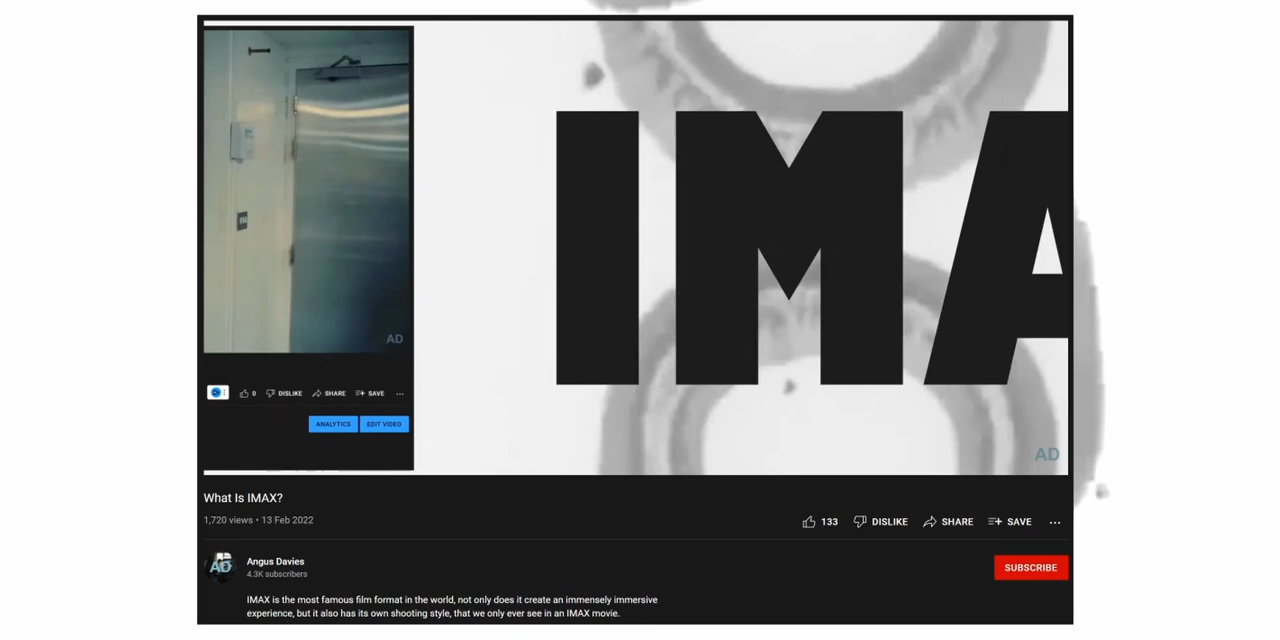 IMA
AD
0
DISLIKE
SHARE
SAVE
ANALYTICS
EDIT VIDEO
AD
What Is IMAX?
1,720 views • 13 Feb 2022
133
DISLIKE
SHARE
SAVE
AD
Angus Davies
4.3K subscribers
SUBSCRIBE
IMAX is the most famous film format in the world, not only does it create an immensely immersive
experience, but it also has its own shooting style, that we only ever see in an IMAX movie.